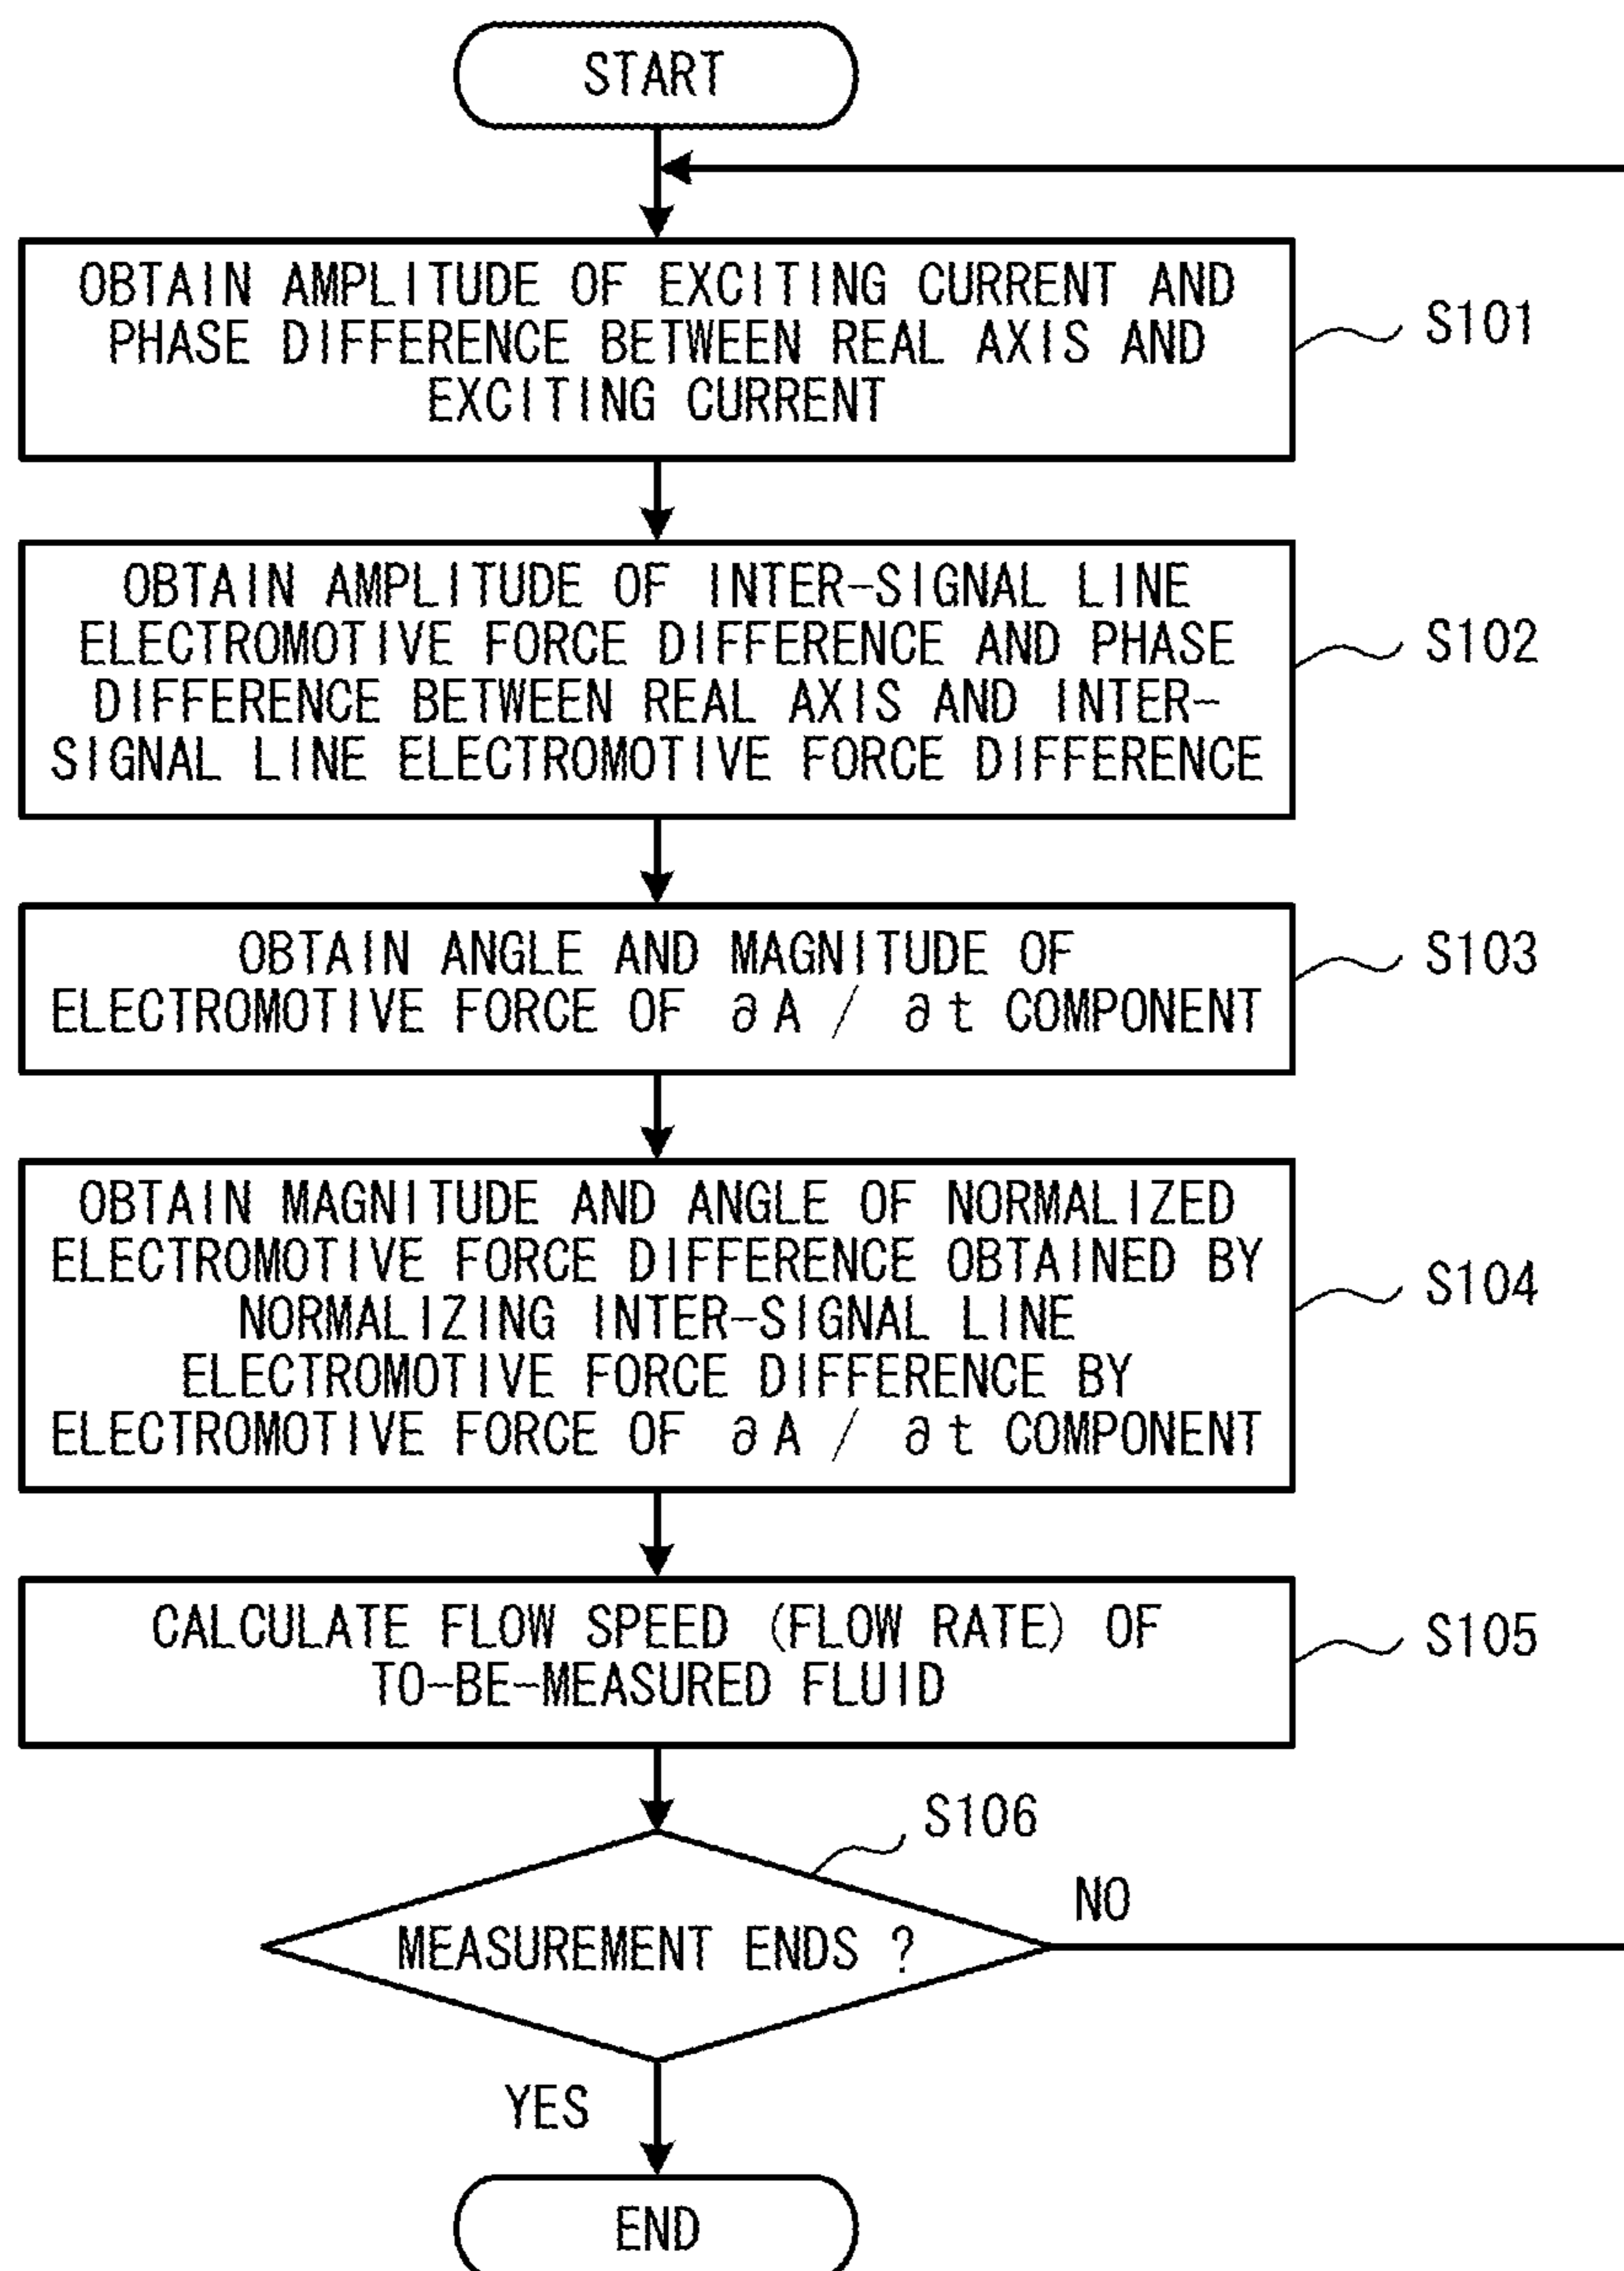 START
OBTAIN AMPLITUDE OF EXCITING CURRENT AND
PHASE DIFFERENCE BETWEEN REAL AXIS AND
EXCITING CURRENT
S101
OBTAIN AMPLITUDE OF INTER-SIGNAL LINE
ELECTROMOTIVE FORCE DIFFERENCE AND PHASE
DIFFERENCE BETWEEN REAL AXIS AND INTER-
SIGNAL LINE ELECTROMOTIVE FORCE DIFFERENCE
S102
OBTAIN ANGLE AND MAGNITUDE OF
ELECTROMOTIVE FORCE OF ∂A / ∂t COMPONENT
S103
OBTAIN MAGNITUDE AND ANGLE OF NORMALIZED
ELECTROMOTIVE FORCE DIFFERENCE OBTAINED BY
NORMALIZING INTER-SIGNAL LINE
ELECTROMOTIVE FORCE DIFFERENCE BY
ELECTROMOTIVE FORCE OF ∂A / ∂t COMPONENT
S104
CALCULATE FLOW SPEED (FLOW RATE) OF
TO-BE-MEASURED FLUID
S105
S106
MEASUREMENT ENDS ?
NO
YES
END